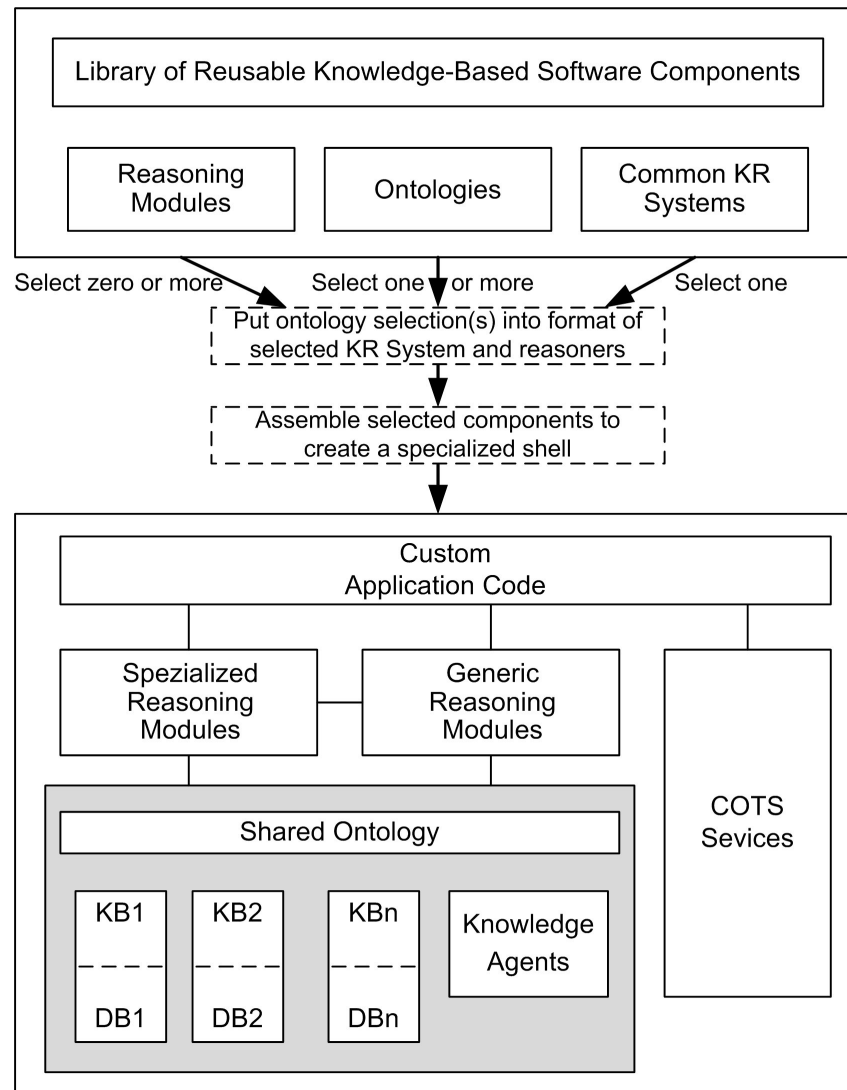 Library of Reusable Knowledge-Based Software Components
Reasoning
Modules
Ontologies
Common KR
Systems
Select zero or more
Select one or more
Select one
Put ontology selection(s) into format of
selected KR System and reasoners
Assemble selected components to
create a specialized shell
Custom
Application Code
Spezialized
Reasoning
Modules
Generic
Reasoning
Modules
COTS
Sevices
Shared Ontology
KB1
DB1
KB2
DB2
KBn
DBn
Knowledge
Agents